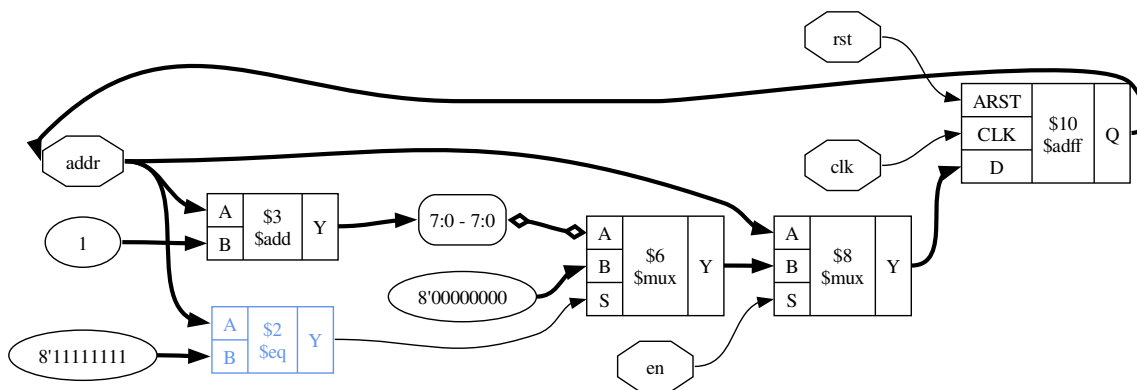 rst
ARST
CLK
D
$10
$adff
Q
addr
clk
A
B
$3
$add
Y
7:0 - 7:0
1
A
B
S
$6
$mux
Y
A
B
S
$8
$mux
Y
8'00000000
A
B
$2
$eq
Y
8'11111111
en